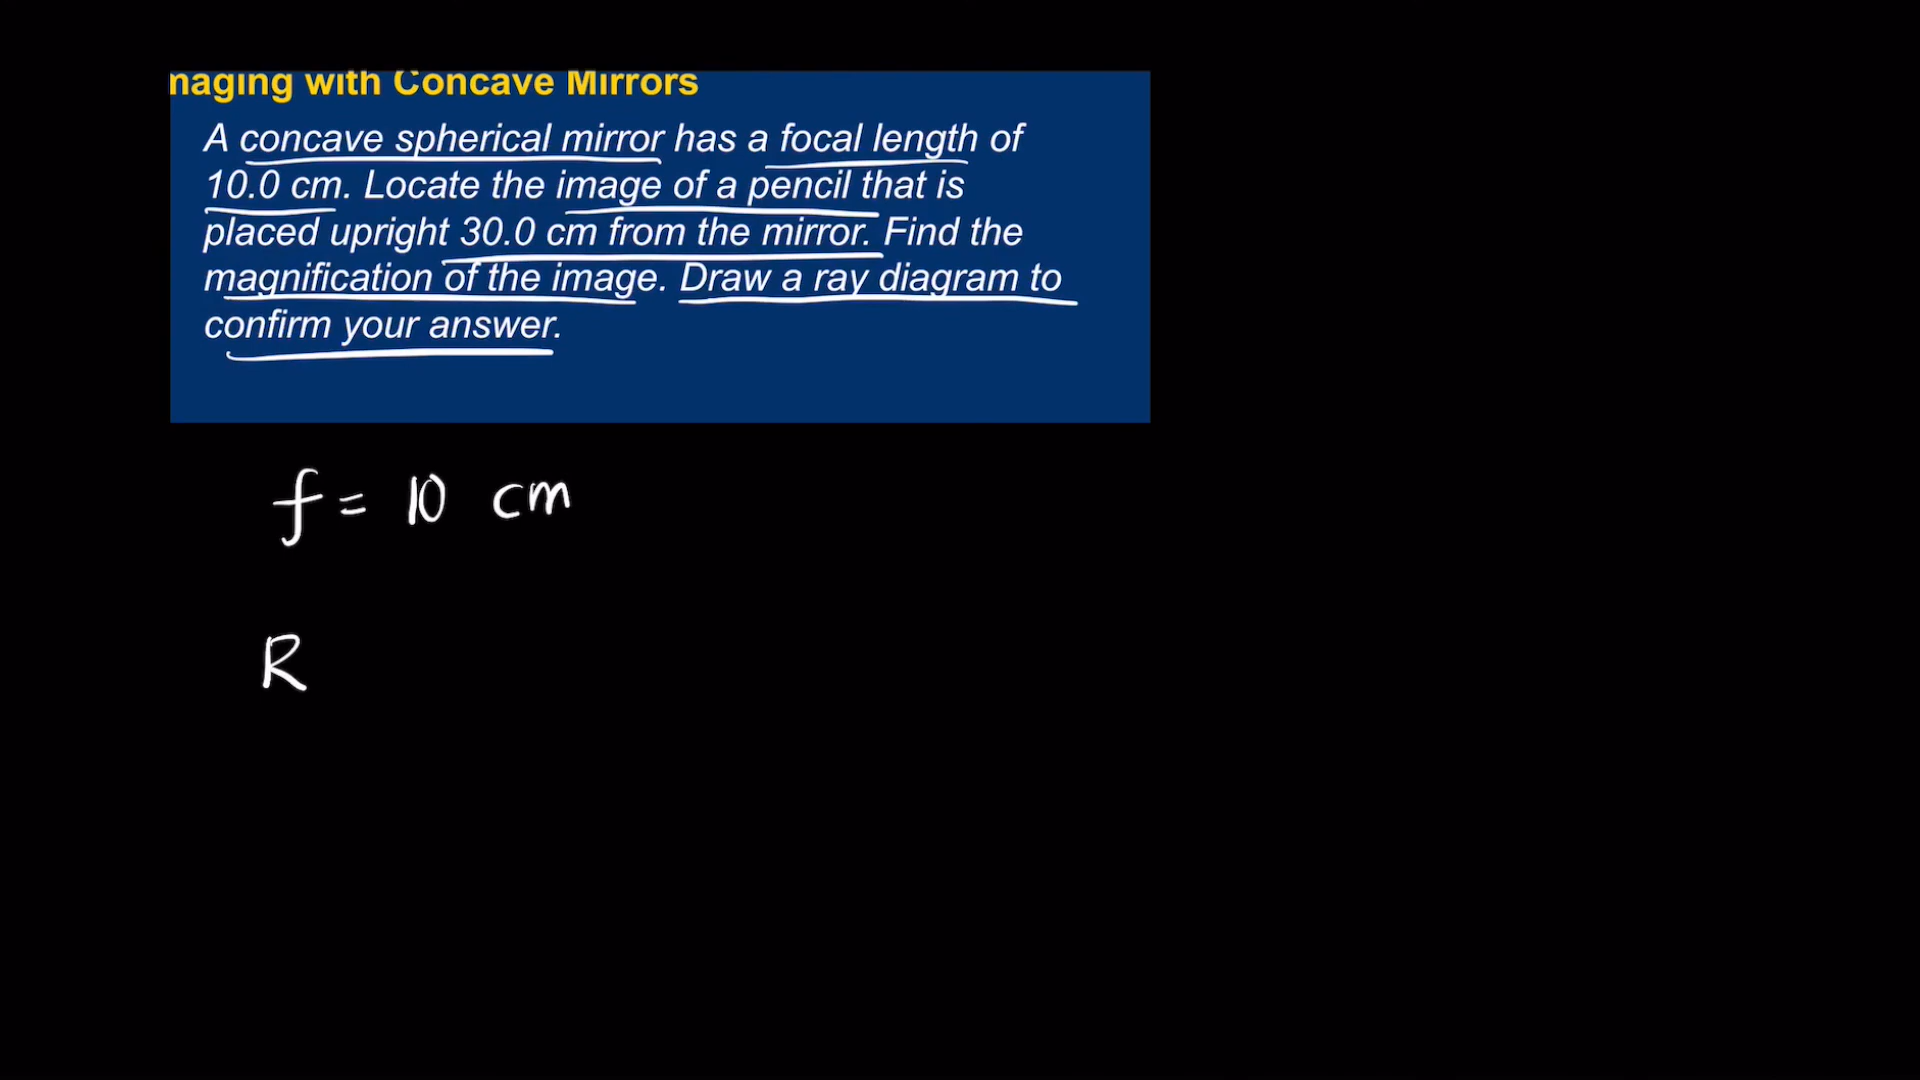 naging with Concave Mirrors
A concave spherical mirror has a focal length of
10.0 cm. Locate the image of a pencil that is
placed upright 30.0 cm from the mirror. Find the
magnification of the image. Draw a ray diagram to
confirm your answer.
f = 10 cm
R